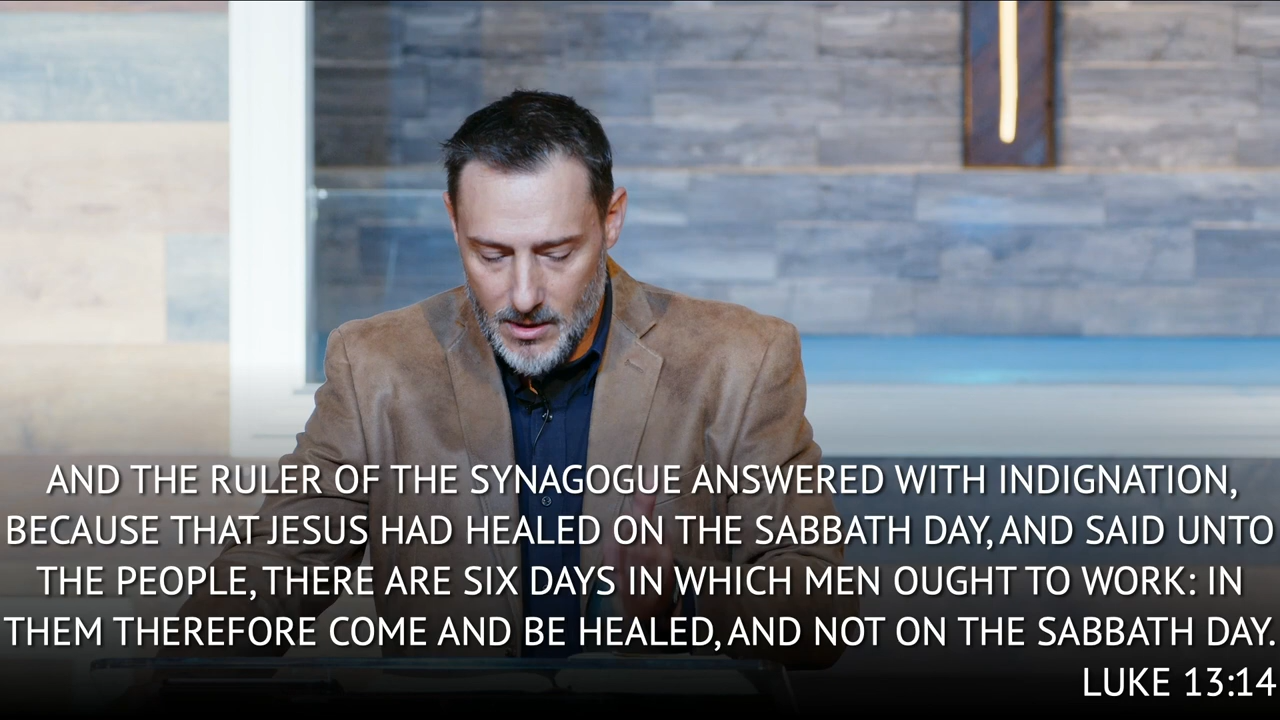 AND THE RULER OF THE SYNAGOGUE ANSWERED WITH INDIGNATION,
BECAUSE THAT JESUS HAD HEALED ON THE SABBATH DAY, AND SAID UNTO
THE PEOPLE, THERE ARE SIX DAYS IN WHICH MEN OUGHT TO WORK: IN
THEM THEREFORE COME AND BE HEALED, AND NOT ON THE SABBATH DAY.
LUKE 13:14